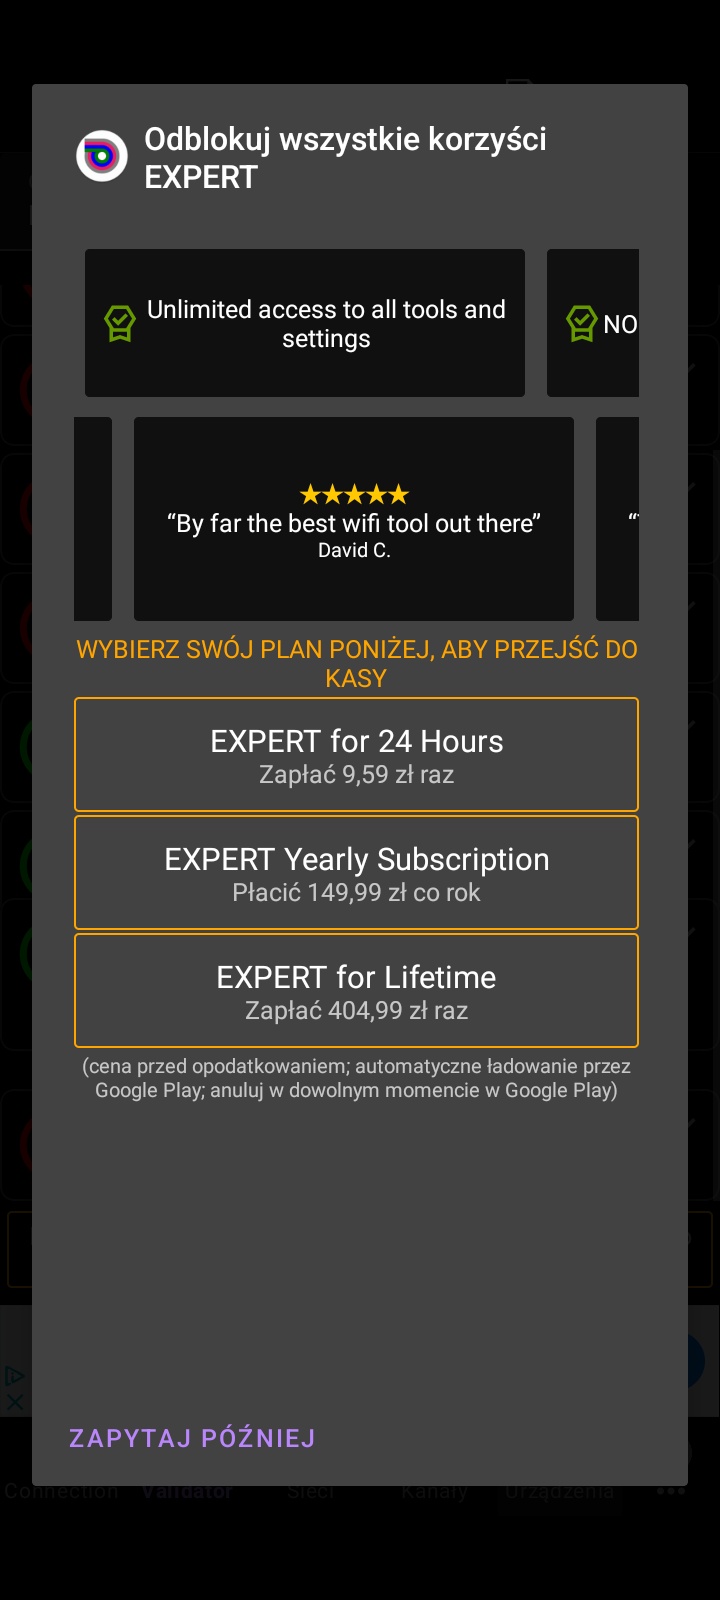 Odblokuj wszystkie korzyści
EXPERT
Unlimited access to all tools and
settings
NO
★★★★★
“By far the best wifi tool out there”
David C.
WYBIERZ SWÓJ PLAN PONIŻEJ, ABY PRZEJŚĆ DO
KASY
EXPERT for 24 Hours
Zapłać 9,59 zł raz
EXPERT Yearly Subscription
Płacić 149,99 zł co rok
EXPERT for Lifetime
Zapłać 404,99 zł raz
(cena przed opodatkowaniem; automatyczne ładowanie przez
Google Play; anuluj w dowolnym momencie w Google Play)
ZAPYTAJ PÓŹNIEJ
Connection Validator Sieci Kanały Urządzenia